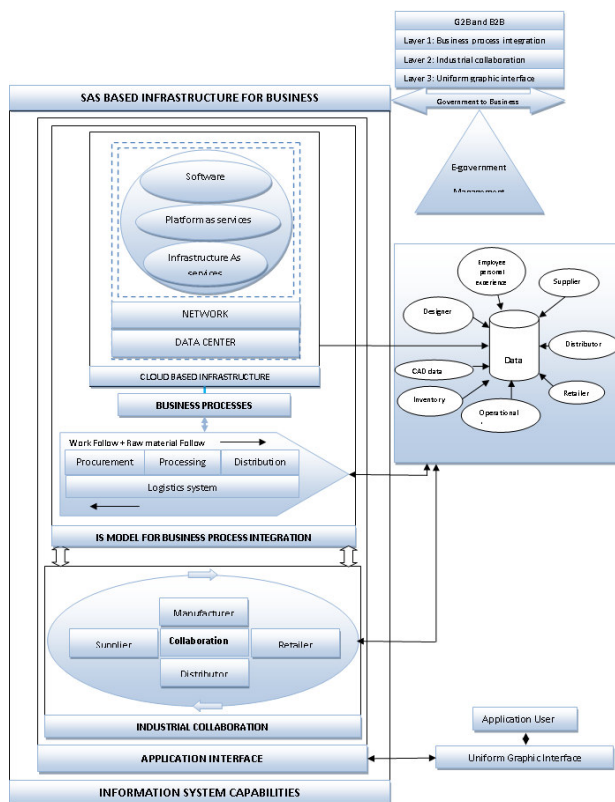 G2Band B2B
Layer 1: Business process integration
Layer 2: Industrial collaboration
Layer 3: Uniform graphic interface
Government to Business
E-government
Management
SAS BASED INFRASTRUCTURE FOR BUSINESS
Software
Platform as services
Infrastructure As
services
NETWORK
DATA CENTER
CLOUD BASED INFRASTRUCTURE
BUSINESS PROCESSES
Work Follow + Raw material Follow
Procurement
Processing
Distribution
Logistics system
IS MODEL FOR BUSINESS PROCESS INTEGRATION
Manufacturer
Supplier
Collaboration
Retailer
Distributor
INDUSTRIAL COLLABORATION
APPLICATION INTERFACE
INFORMATION SYSTEM CAPABILITIES
Employee
personal
experience
Supplier
Designer
Distributor
Data
CAD data
Retailer
Inventory
Operational
Application User
Uniform Graphic Interface